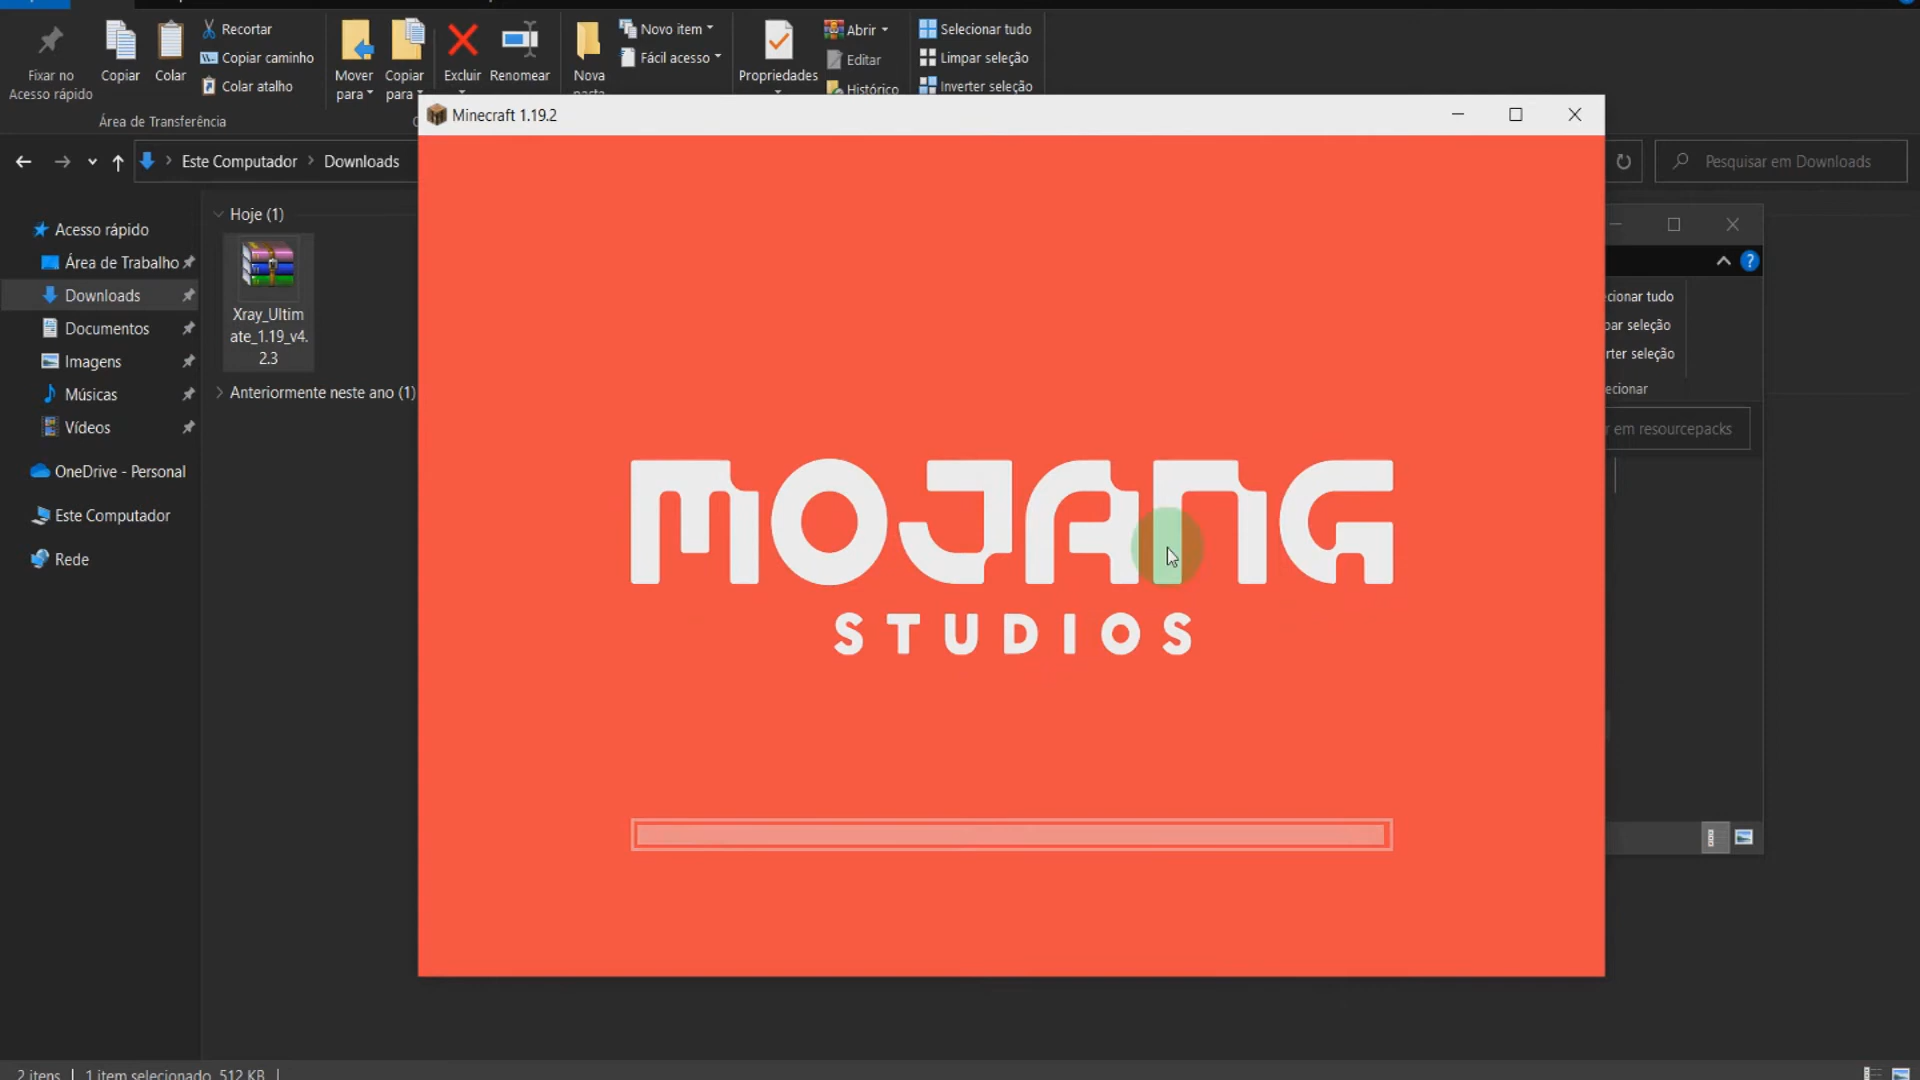 Recortar
Copiar caminho
Colar atalho
Fixar no
Acesso rápido
Copiar
Colar
Área de Transferência
Mover
para
Copiar
para
Excluir
Renomear
Nova
pasta
Novo item
Fácil acesso
Propriedades
Abrir
Editar
Histórico
Selecionar tudo
Limpar seleção
Inverter seleção
Minecraft 1.19.2
Este Computador
Downloads
Pesquisar em Downloads
Acesso rápido
Área de Trabalho
Downloads
Documentos
Imagens
Músicas
Vídeos
OneDrive - Personal
Este Computador
Rede
Hoje (1)
Xray_Ultim
ate_1.19_v4.
2.3
Anteriormente neste ano (1)
MOJANG
STUDIOS
cionar tudo
par seleção
rter seleção
ecionar
r em resourcepacks
2 itens
1 item selecionado 512 KB